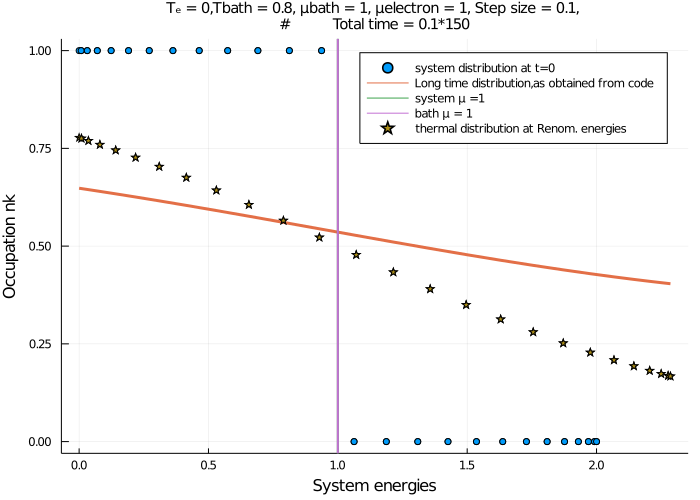 Tₑ = 0,Tbath = 0.8, μbath = 1, μelectron = 1, Step size = 0.1,
# Total time = 0.1*150
system distribution at t=0
Long time distribution,as obtained from code
system μ =1
bath μ = 1
thermal distribution at Renom. energies
Occupation nk
1.00
0.75
0.50
0.25
0.00
0.0 0.5 1.0 1.5 2.0
System energies